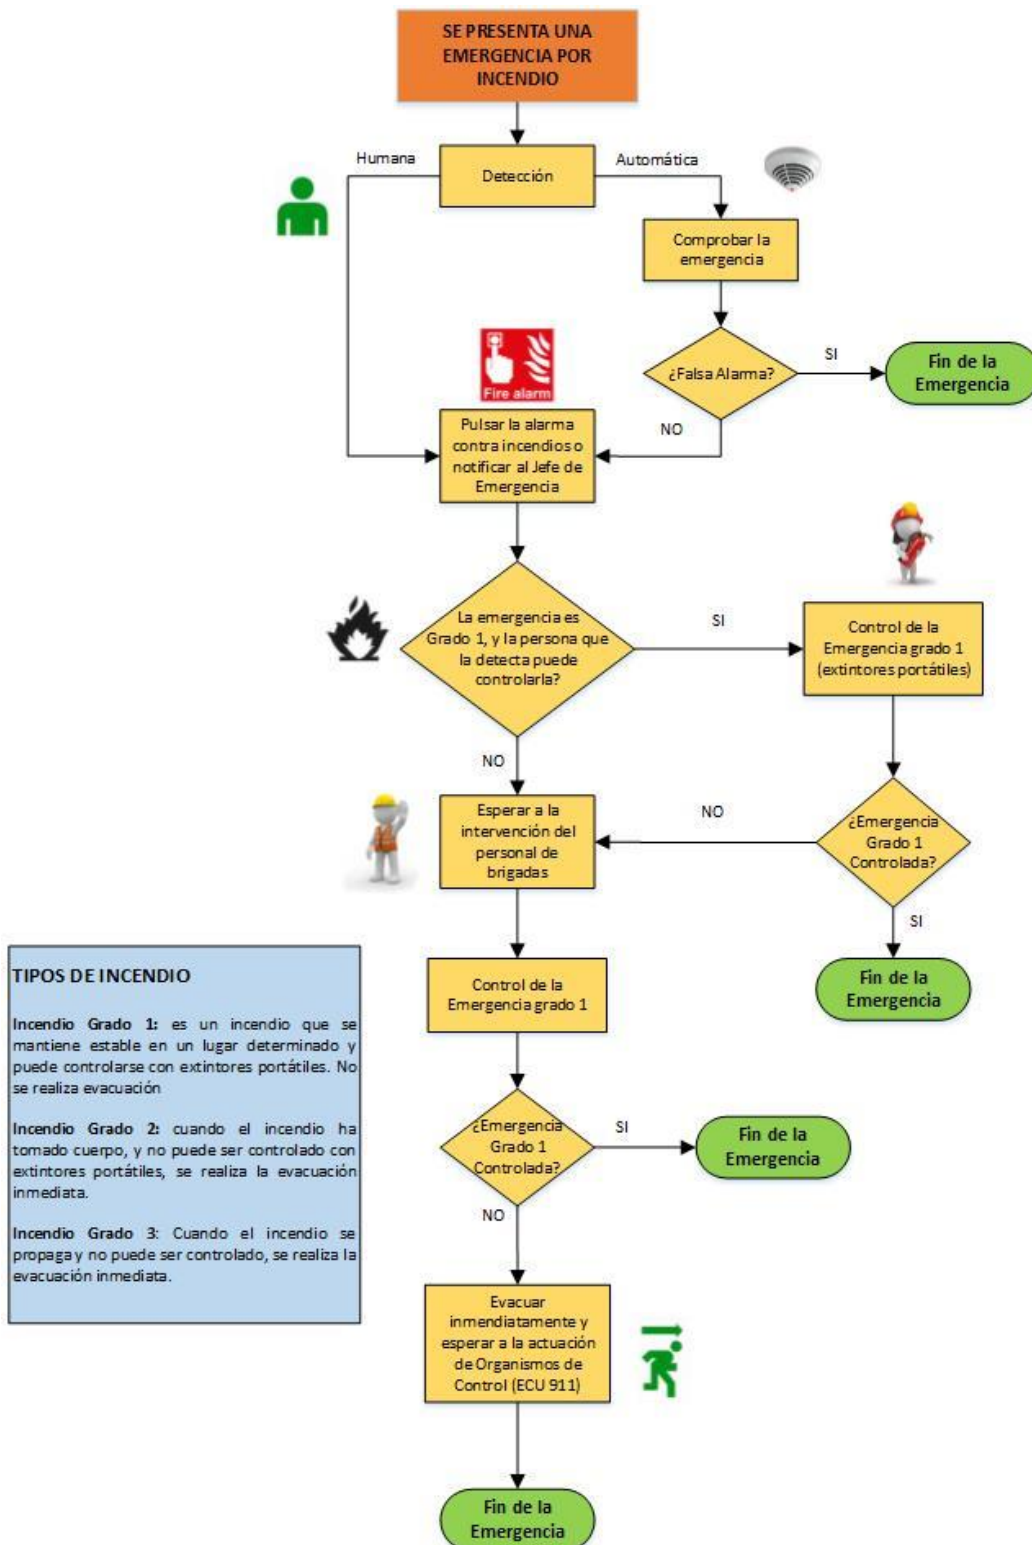 SE PRESENTA UNA
EMERGENCIA POR
INCENDIO
Humana
Detección
Automática
Comprobar la
emergencia
¿Falsa Alarma?
SI
Fin de la
Emergencia
NO
Fire alarm
Pulsar la alarma
contra incendios o
notificar al Jefe de
Emergencia
La emergencia es
Grado 1, y la persona que
la detecta puede
controlarla?
SI
Control de la
Emergencia grado 1
(extintores portátiles)
NO
Esperar a la
intervención del
personal de
brigadas
NO
¿Emergencia
Grado 1
Controlada?
SI
Fin de la
Emergencia
Control de la
Emergencia grado 1
¿Emergencia
Grado 1
Controlada?
SI
Fin de la
Emergencia
NO
Evacuar
inmendiatamente y
esperar a la actuación
de Organismos de
Control (ECU 911)
Fin de la
Emergencia
TIPOS DE INCENDIO
Incendio Grado 1: es un incendio que se
mantiene estable en un lugar determinado y
puede controlarse con extintores portátiles. No
se realiza evacuación
Incendio Grado 2: cuando el incendio ha
tomado cuerpo, y no puede ser controlado con
extintores portátiles, se realiza la evacuación
inmediata.
Incendio Grado 3: Cuando el incendio se
propaga y no puede ser controlado, se realiza la
evacuación inmediata.